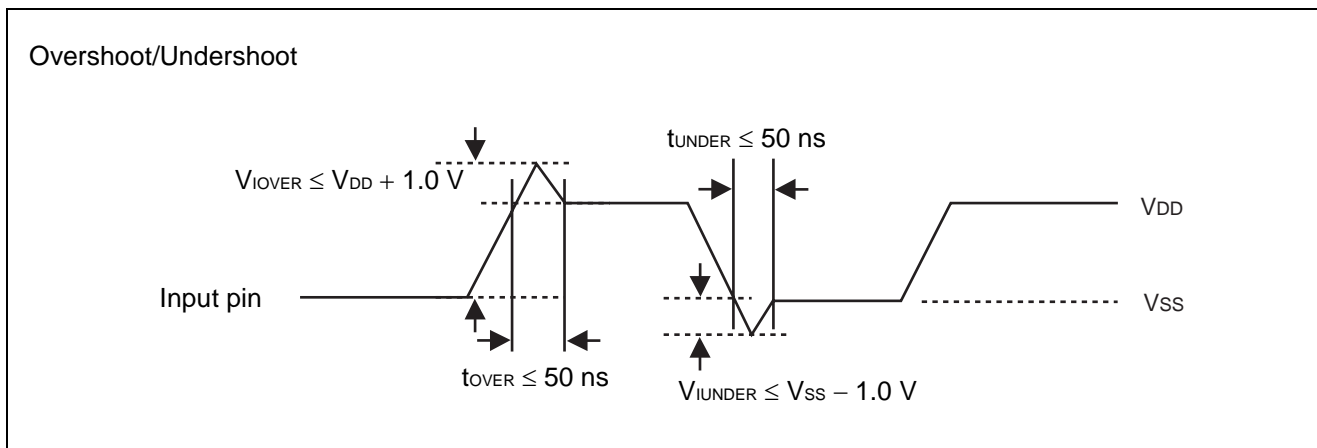 Overshoot/Undershoot
tUNDER ≤ 50 ns
VIOVER ≤ VDD + 1.0 V
VDD
Input pin
VSS
tOVER ≤ 50 ns
VIUNDER ≤ VSS − 1.0 V